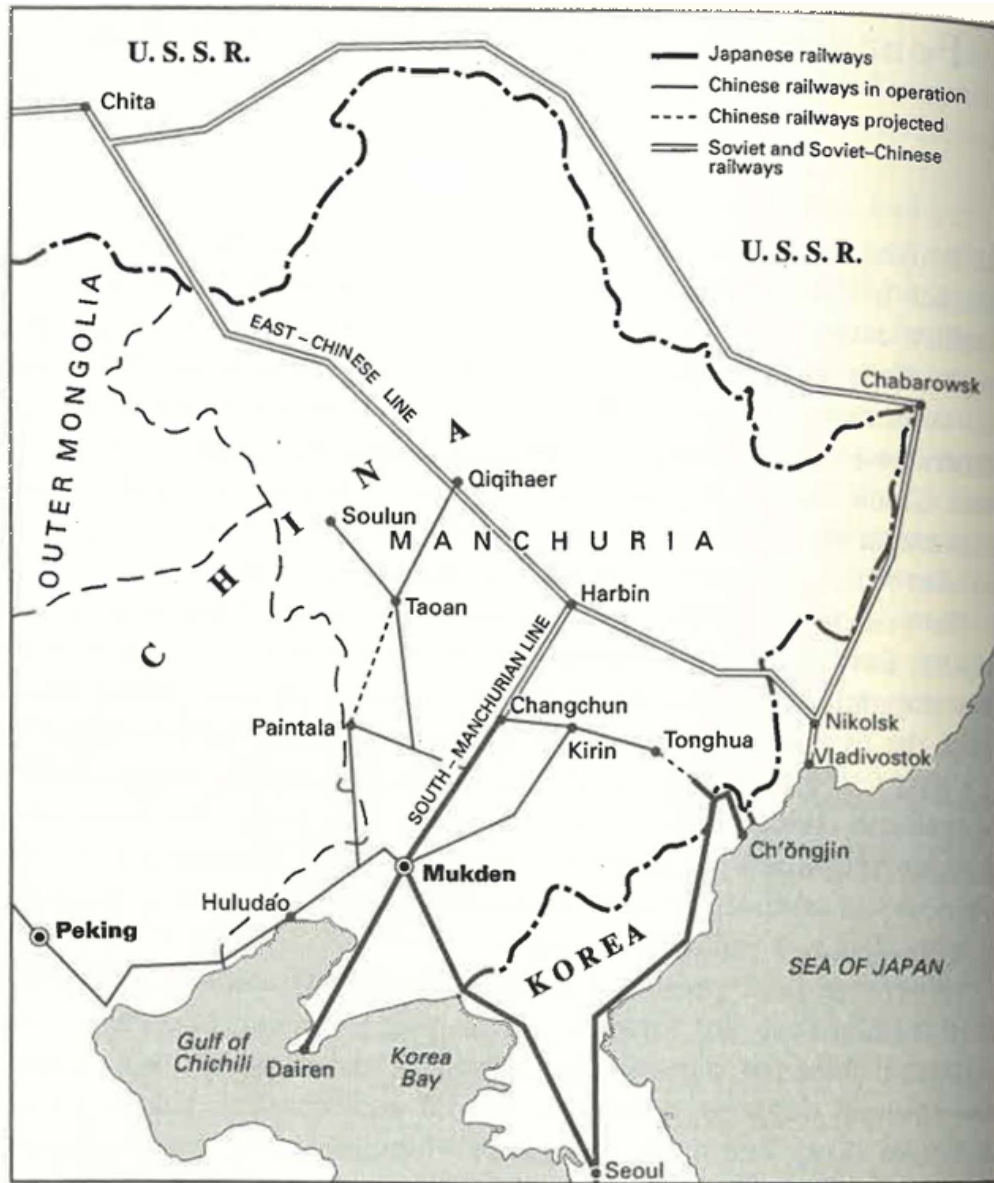 U. S. S. R.
Japanese railways
Chinese railways in operation
Chinese railways projected
Soviet and Soviet-Chinese
railways
Chita
U. S. S. R.
OUTER MONGOLIA
EAST-CHINESE LINE
Chabarowsk
CHINA
Qiqihaer
Soulun
MANCHURIA
Taoan
Harbin
SOUTH-MANCHURIAN LINE
Paintala
Changchun
Kirin
Tonghua
Nikolsk
Vladivostok
Ch'ŏngjin
Mukden
Huludao
Peking
KOREA
SEA OF JAPAN
Gulf of
Chichili
Dairen
Korea
Bay
Seoul